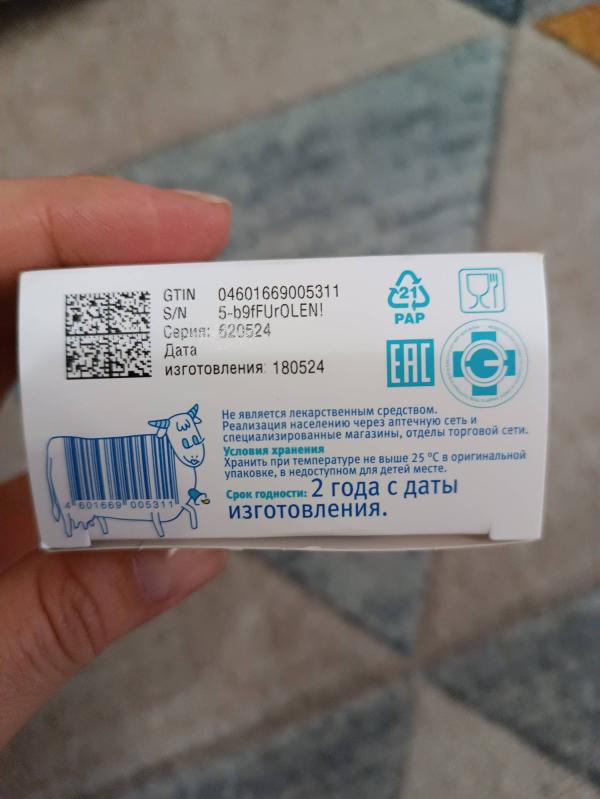 GTIN 04601669005311
S/N 5-b9fFUrOLEN!
Серия: 620524
Дата
изготовления: 180524
21
PAP
EAC
Не является лекарственным средством.
Реализация населению через аптечную сеть и
специализированные магазины, отделы торговой сети.
Условия хранения
Хранить при температуре не выше 25 °С в оригинальной
упаковке, в недоступном для детей месте.
Срок годности: 2 года с даты
изготовления.
4 601669 005311